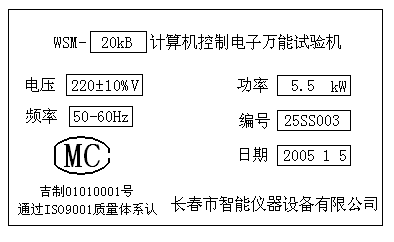 WSM-20kB 计算机控制电子万能试验机
电压 220±10%V 功率 5.5 kW
频率 50-60Hz 编号 25SS003
MC 日期 2005 1 5
吉制01010001号
通过ISO9001质量体系认 长春市智能仪器设备有限公司